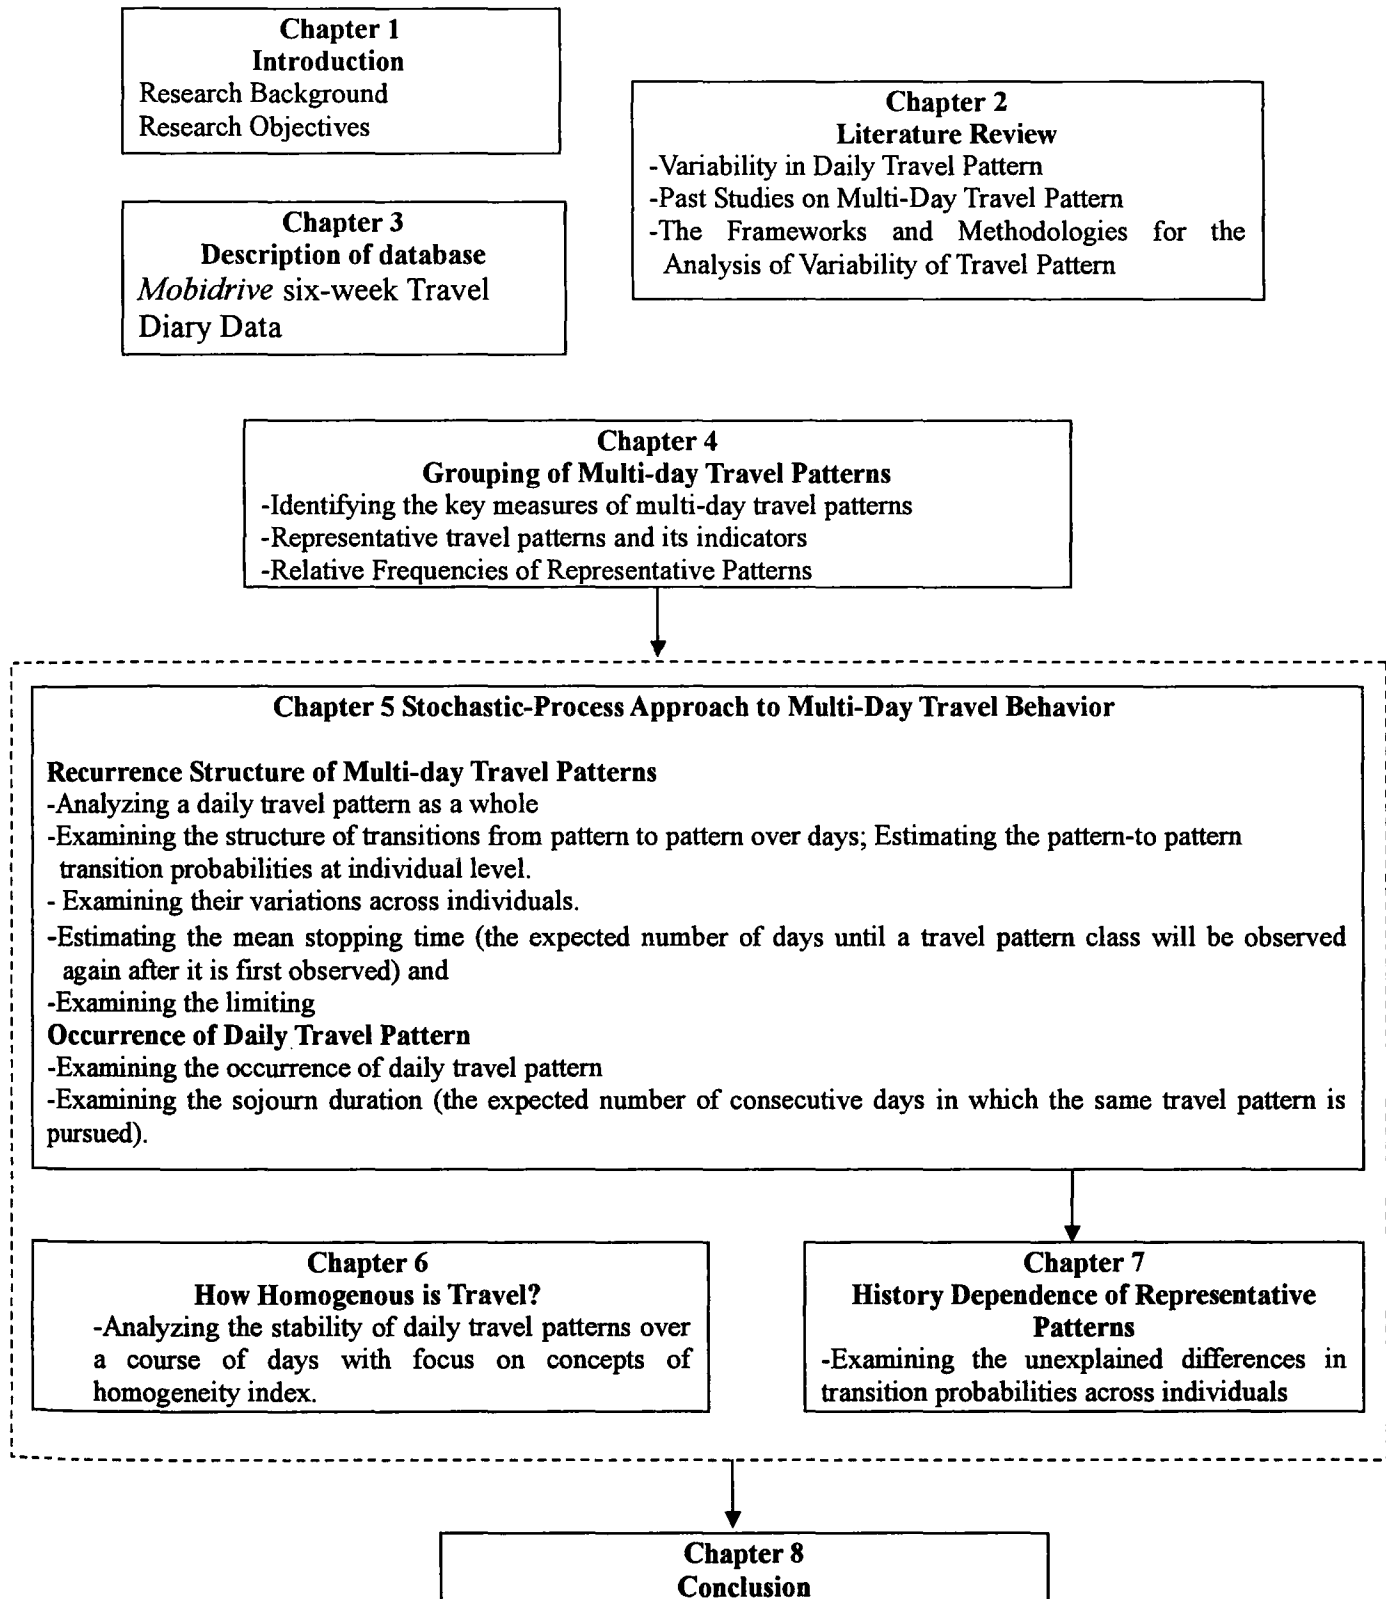 Chapter 1
Introduction
Research Background
Research Objectives
Chapter 2
Literature Review
-Variability in Daily Travel Pattern
-Past Studies on Multi-Day Travel Pattern
-The Frameworks and Methodologies for the
Analysis of Variability of Travel Pattern
Chapter 3
Description of database
Mobidrive six-week Travel
Diary Data
Chapter 4
Grouping of Multi-day Travel Patterns
-Identifying the key measures of multi-day travel patterns
-Representative travel patterns and its indicators
-Relative Frequencies of Representative Patterns
Chapter 5 Stochastic-Process Approach to Multi-Day Travel Behavior
Recurrence Structure of Multi-day Travel Patterns
-Analyzing a daily travel pattern as a whole
-Examining the structure of transitions from pattern to pattern over days; Estimating the pattern-to pattern
transition probabilities at individual level.
- Examining their variations across individuals.
-Estimating the mean stopping time (the expected number of days until a travel pattern class will be observed
again after it is first observed) and
-Examining the limiting
Occurrence of Daily Travel Pattern
-Examining the occurrence of daily travel pattern
-Examining the sojourn duration (the expected number of consecutive days in which the same travel pattern is
pursued).
Chapter 6
How Homogenous is Travel?
-Analyzing the stability of daily travel patterns over
a course of days with focus on concepts of
homogeneity index.
Chapter 7
History Dependence of Representative
Patterns
-Examining the unexplained differences in
transition probabilities across individuals
Chapter 8
Conclusion